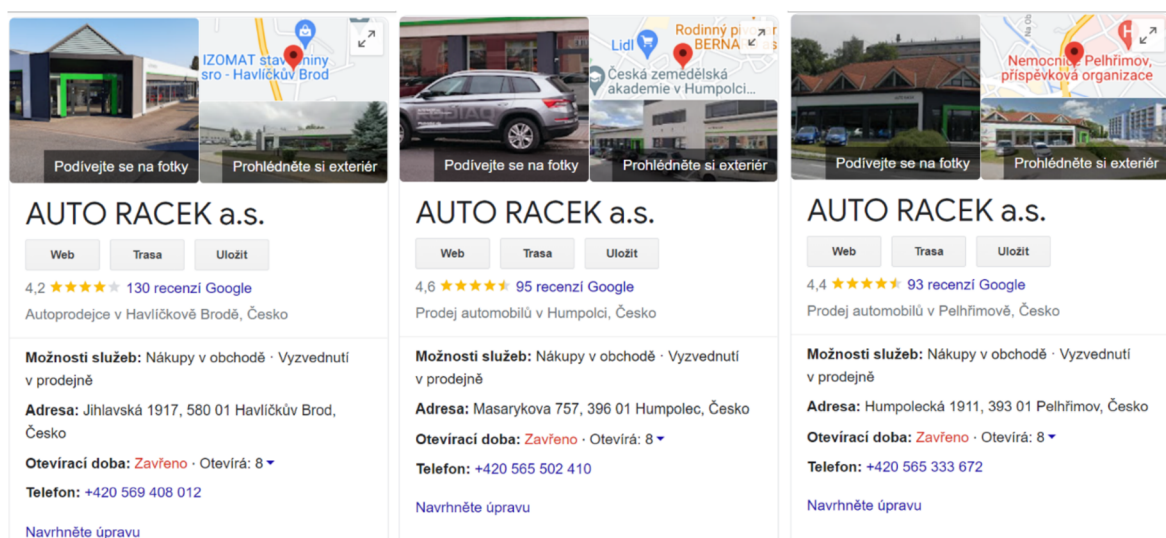 IZOMAT stav niny
sro - Havlíčkův Brod
Podívejte se na fotky
Prohlédněte si exteriér
AUTO RACEK a.s.
Web
Trasa
Uložit
4,2
130 recenzí Google
Autoprodejce v Havlíčkově Brodě, Česko
Možnosti služeb: Nákupy v obchodě · Vyzvednutí
v prodejně
Adresa: Jihlavská 1917, 580 01 Havlíčkův Brod,
Česko
Otevírací doba: Zavřeno · Otevírá: 8
Telefon: +420 569 408 012
Navrhněte úpravu
Lidl
Rodinný piv r
BERNA s
Česká zemědělská
akademie v Humpolci...
Podívejte se na fotky
Prohlédněte si exteriér
AUTO RACEK a.s.
Web
Trasa
Uložit
4,6
95 recenzí Google
Prodej automobilů v Humpolci, Česko
Možnosti služeb: Nákupy v obchodě · Vyzvednutí
v prodejně
Adresa: Masarykova 757, 396 01 Humpolec, Česko
Otevírací doba: Zavřeno · Otevírá: 8
Telefon: +420 565 502 410
Navrhněte úpravu
Na Ob
H
Nemocnice Pelhřimov,
příspěvková organizace
Podívejte se na fotky
Prohlédněte si exteriér
AUTO RACEK a.s.
Web
Trasa
Uložit
4,4
93 recenzí Google
Prodej automobilů v Pelhřimově, Česko
Možnosti služeb: Nákupy v obchodě · Vyzvednutí
v prodejně
Adresa: Humpolecká 1911, 393 01 Pelhřimov, Česko
Otevírací doba: Zavřeno · Otevírá: 8
Telefon: +420 565 333 672
Navrhněte úpravu